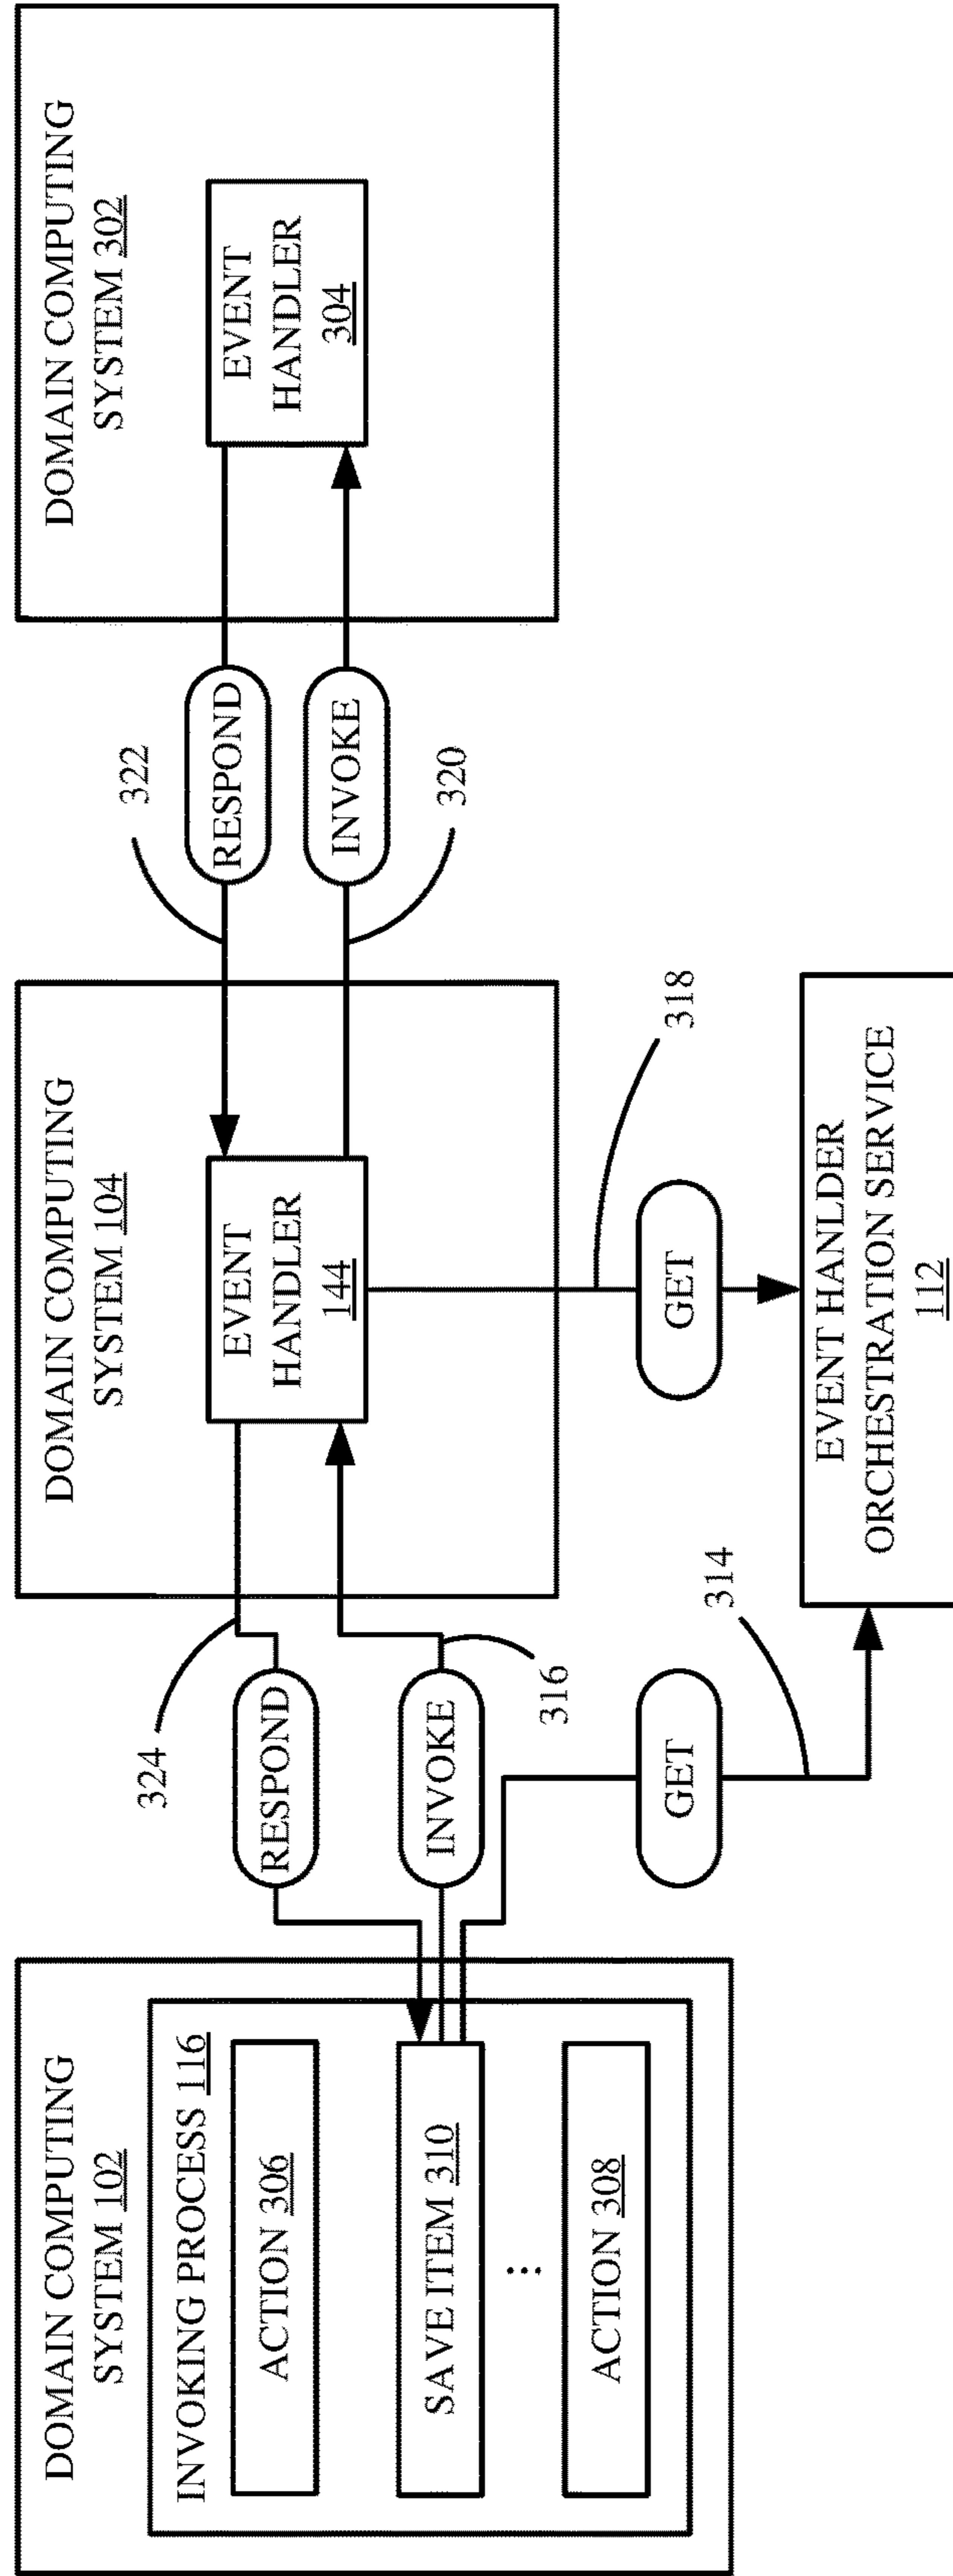 DOMAIN COMPUTING
SYSTEM 102
INVOKING PROCESS 116
ACTION 306
SAVE ITEM 310
...
ACTION 308
324
RESPOND
INVOKE
316
GET
314
DOMAIN COMPUTING
SYSTEM 104
EVENT
HANDLER
144
GET
318
EVENT HANLDER
ORCHESTRATION SERVICE
112
322
RESPOND
INVOKE
320
DOMAIN COMPUTING
SYSTEM 302
EVENT
HANDLER
304